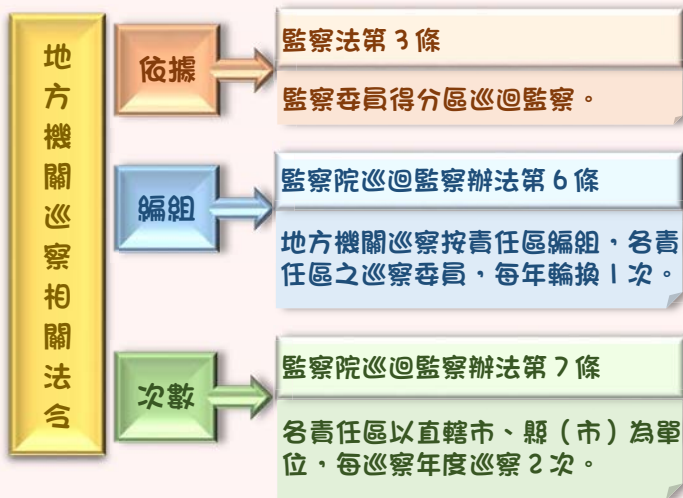 地方機關巡察相關法令
依據
監察法第3條
監察委員得分區巡迴監察。
編組
監察院巡迴監察辦法第6條
地方機關巡察按責任區編組，各責
任區之巡察委員，每年輪換1次。
次數
監察院巡迴監察辦法第7條
各責任區以直轄市、縣（市）為單
位，每巡察年度巡察2次。